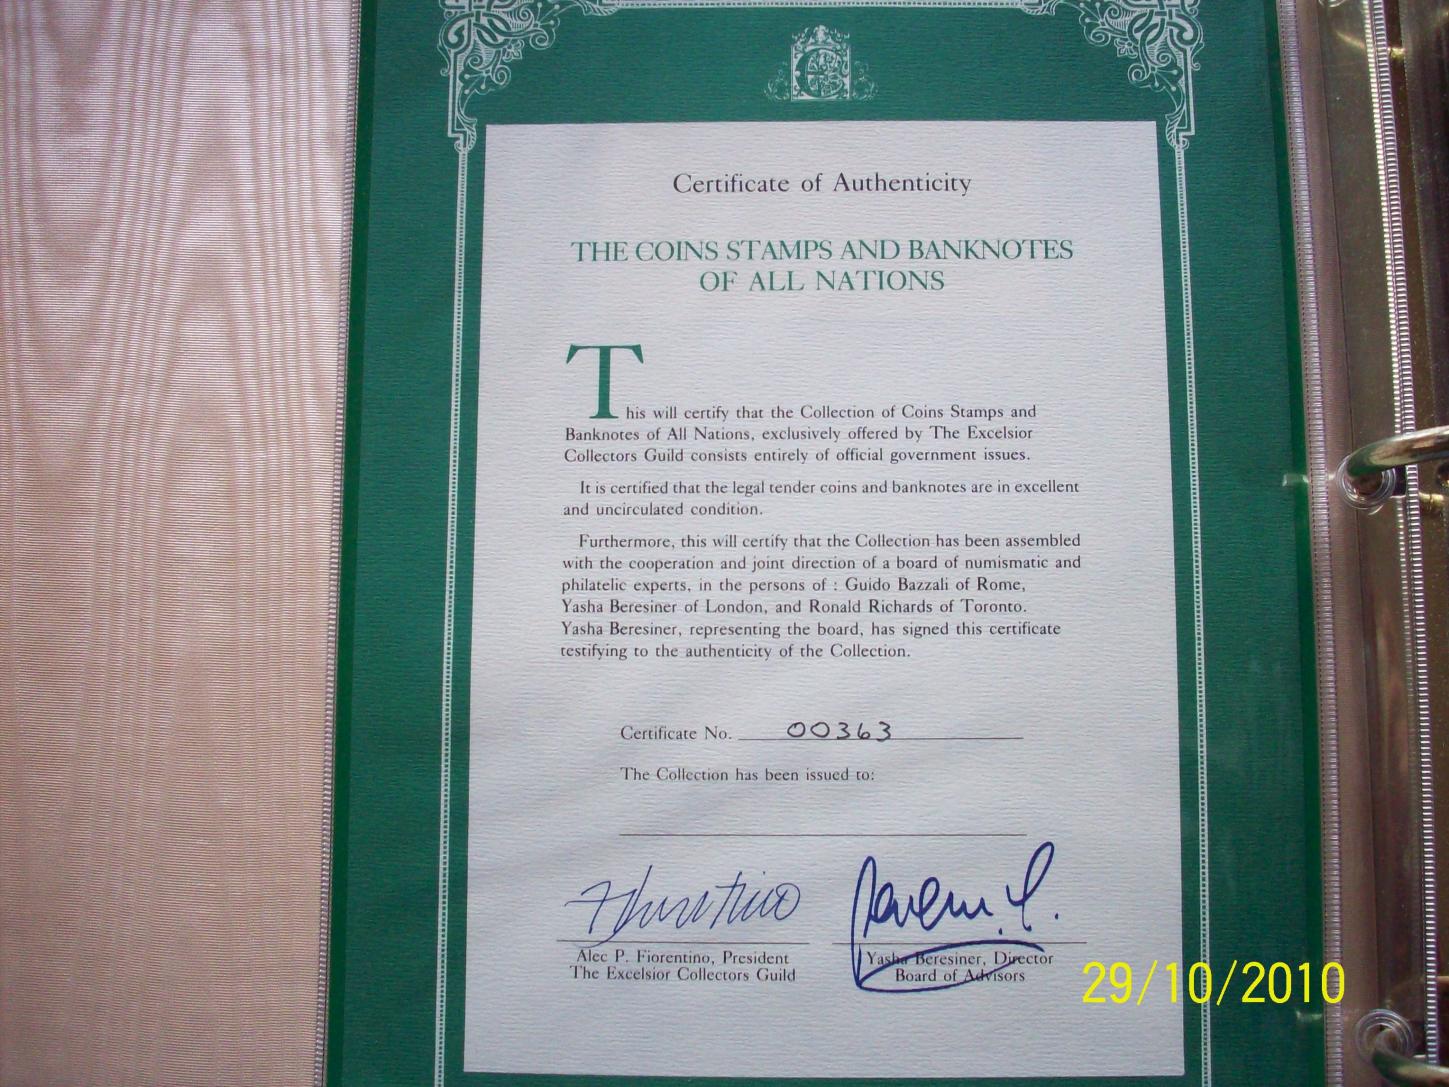 Certificate of Authenticity
THE COINS STAMPS AND BANKNOTES
OF ALL NATIONS
This will certify that the Collection of Coins Stamps and
Banknotes of All Nations, exclusively offered by The Excelsior
Collectors Guild consists entirely of official government issues.
It is certified that the legal tender coins and banknotes are in excellent
and uncirculated condition.
Furthermore, this will certify that the Collection has been assembled
with the cooperation and joint direction of a board of numismatic and
philatelic experts, in the persons of : Guido Bazzali of Rome,
Yasha Beresiner of London, and Ronald Richards of Toronto.
Yasha Beresiner, representing the board, has signed this certificate
testifying to the authenticity of the Collection.
Certificate No. 00363
The Collection has been issued to:
Alec P. Fiorentino, President
The Excelsior Collectors Guild
Yasha Beresiner, Director
Board of Advisors
29/10/2010